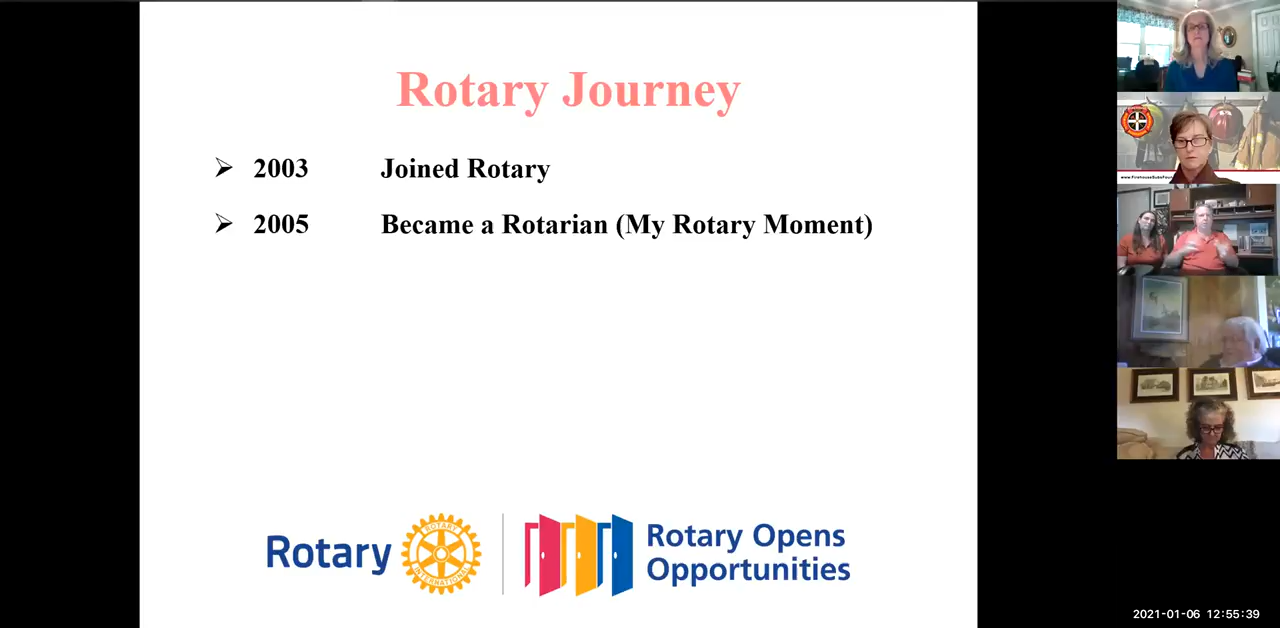 Rotary Journey
➢ 2003 Joined Rotary
➢ 2005 Became a Rotarian (My Rotary Moment)
Rotary
ROTARY
INTERNATIONAL
Rotary Opens
Opportunities
2021-01-06 12:55:39